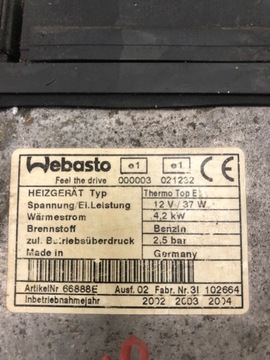 Webasto e1 e1 CE
Feel the drive 000003 021232
HEIZGERÄT Typ Thermo Top E
Spannung/El.Leistung 12 V / 37 W
Wärmestrom 4,2 kW
Brennstoff Benzin
zul. Betriebsüberdruck 2,5 bar
Made in Germany
ArtikelNr 66888E Ausf. 02 Fabr.Nr.3I 102664
Inbetriebnahmejahr 2002 2003 2004